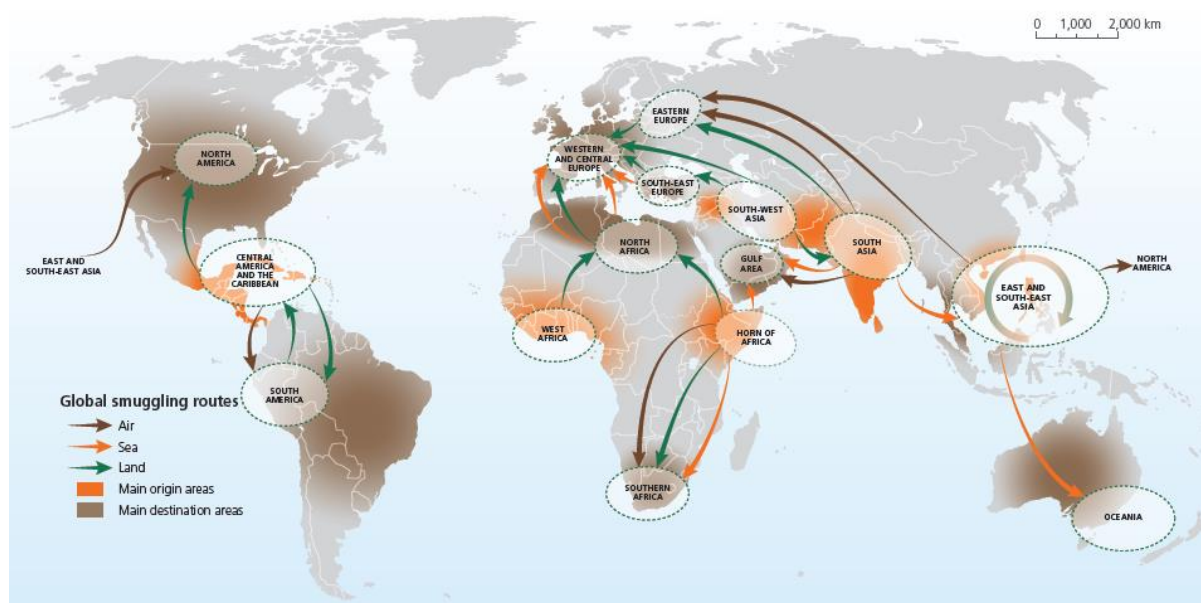 0 1,000 2,000 km
EASTERN
EUROPE
NORTH
AMERICA
WESTERN
AND CENTRAL
EUROPE
SOUTH-EAST
EUROPE
SOUTH-WEST
ASIA
EAST AND
SOUTH-EAST ASIA
CENTRAL
AMERICA
AND THE
CARIBBEAN
NORTH
AFRICA
GULF
AREA
SOUTH
ASIA
NORTH
AMERICA
EAST AND
SOUTH-EAST
ASIA
WEST
AFRICA
HORN OF
AFRICA
SOUTH
AMERICA
Global smuggling routes
Air
Sea
Land
Main origin areas
Main destination areas
SOUTHERN
AFRICA
OCEANIA